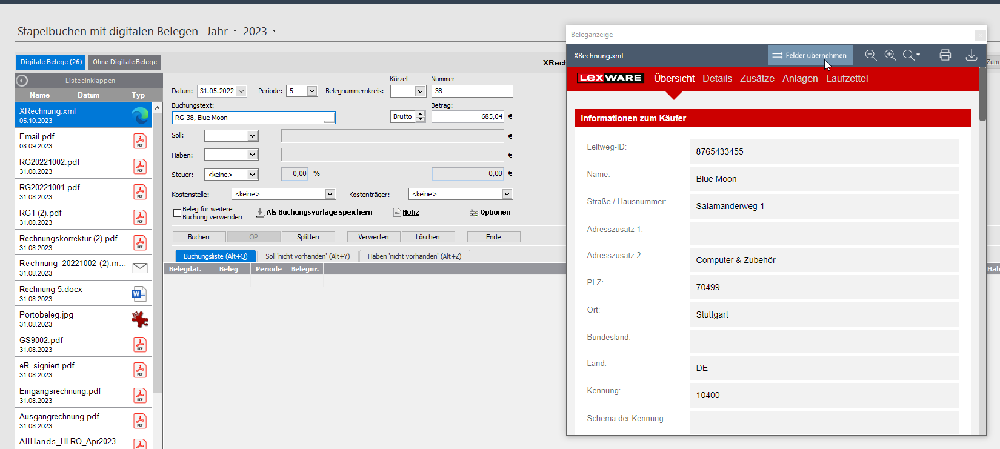 Stapelbuchen mit digitalen Belegen Jahr 2023
Digitale Belege (26) Ohne Digitale Belege
Liste einklappen
Name Datum Typ
XRechnung.xml
05.10.2023
Email.pdf
08.09.2023
RG20221002.pdf
31.08.2023
RG20221001.pdf
31.08.2023
RG1 (2).pdf
31.08.2023
Rechnungskorrektur (2).pdf
31.08.2023
Rechnung 20221002 (2).m...
31.08.2023
Rechnung 5.docx
31.08.2023
Portobeleg.jpg
31.08.2023
GS9002.pdf
31.08.2023
eR_signiert.pdf
31.08.2023
Eingangsrechnung.pdf
31.08.2023
Ausgangrechnung.pdf
31.08.2023
AllHands_HLRO_Apr2023...
XRech
Kürzel Nummer
Datum: 31.05.2022 Periode: 5 Belegnummernkreis: 38
Buchungstext: Betrag:
RG-38, Blue Moon Brutto 685,04 €
Soll: €
Haben: €
Steuer: <keine> 0,00 % 0,00 €
Kostenstelle: <keine> Kostenträger: <keine>
Beleg für weitere
Buchung verwenden
Als Buchungsvorlage speichern Notiz Optionen
Buchen OP Splitten Verwerfen Löschen Ende
Buchungsliste (Alt+Q) Soll 'nicht vorhanden' (Alt+Y) Haben 'nicht vorhanden' (Alt+Z)
Belegdat. Beleg Periode Belegnr.
Hab
Zum
Beleganzeige
XRechnung.xml Felder übernehmen
LEXWARE Übersicht Details Zusätze Anlagen Laufzettel
Informationen zum Käufer
Leitweg-ID: 8765433455
Name: Blue Moon
Straße / Hausnummer: Salamanderweg 1
Adresszusatz 1:
Adresszusatz 2: Computer & Zubehör
PLZ: 70499
Ort: Stuttgart
Bundesland:
Land: DE
Kennung: 10400
Schema der Kennung: